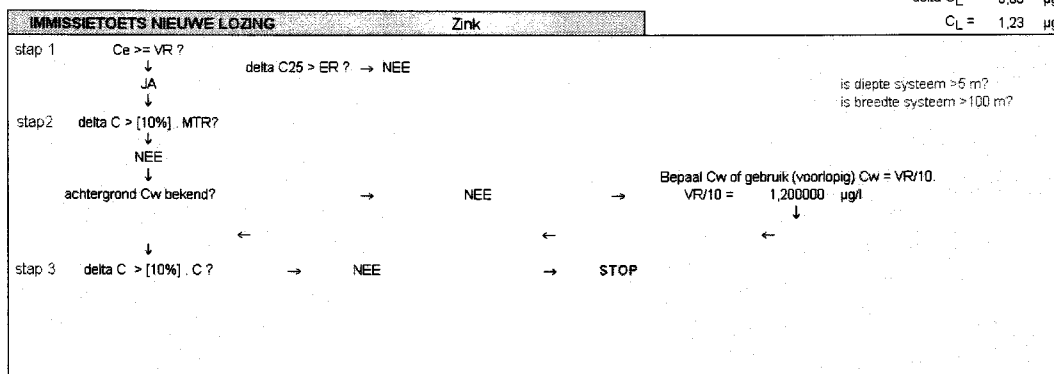 C_L = 1,23
IMMISSIETOETS NIEUWE LOZING Zink
stap 1 Ce >= VR ?
↓ delta C25 > ER ? → NEE
JA
↓
is diepte systeem >5 m?
is breedte systeem >100 m?
stap2 delta C > [10%] . MTR?
↓
NEE
↓
Bepaal Cw of gebruik (voorlopig) Cw = VR/10.
achtergrond Cw bekend? → NEE → VR/10 = 1,200000 µg/l
↓
← ← ←
↓
stap 3 delta C > [10%] . C ? → NEE → STOP